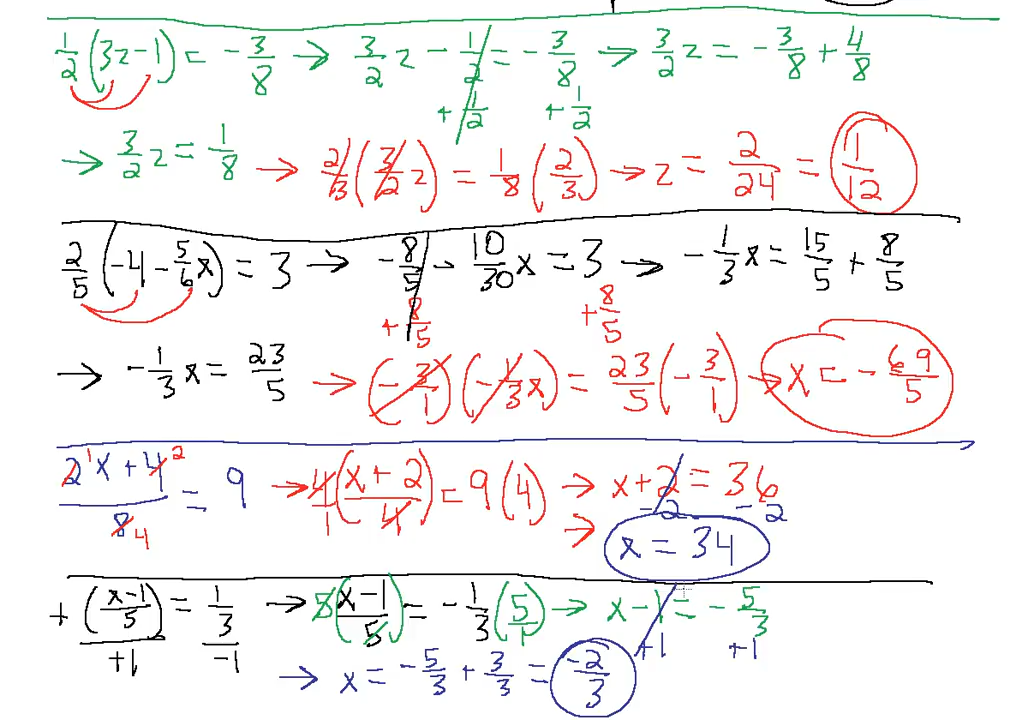 1/2 (3z - 1) = - 3/8 → 3/2 z - 1/2 = - 3/8 → 3/2 z = - 3/8 + 4/8
+ 1/2 + 1/2
→ 3/2 z = 1/8 → 2/3 (3/2 z) = 1/8 (2/3) → z = 2/24 = 1/12
2/5 (-4 - 5/6 x) = 3 → - 8/5 - 10/30 x = 3 → - 1/3 x = 15/5 + 8/5
+ 8/5 + 8/5
→ - 1/3 x = 23/5 → (- 3/1) (- 1/3 x) = 23/5 (- 3/1) → x = - 69/5
2 1 x + 4 2 / 8 4 = 9 → 4/1 (x + 2 / 4) = 9 (4) → x + 2 = 36
- 2 - 2
→ x = 34
+ (x - 1 / 5) / +1 = 1/3 / -1 → 5 (x - 1 / 5) = - 1/3 (5/1) → x - 1 = - 5/3
+1 +1
→ x = - 5/3 + 3/3 = -2/3